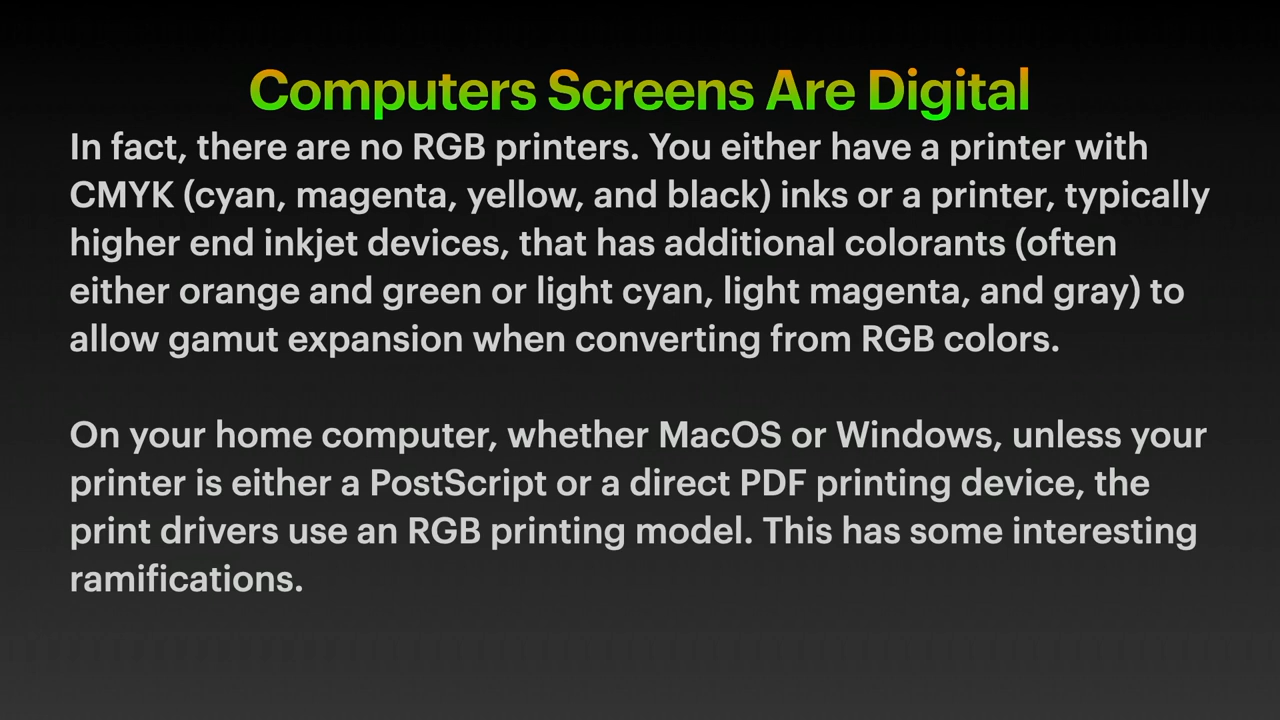 Computers Screens Are Digital
In fact, there are no RGB printers. You either have a printer with
CMYK (cyan, magenta, yellow, and black) inks or a printer, typically
higher end inkjet devices, that has additional colorants (often
either orange and green or light cyan, light magenta, and gray) to
allow gamut expansion when converting from RGB colors.
On your home computer, whether MacOS or Windows, unless your
printer is either a PostScript or a direct PDF printing device, the
print drivers use an RGB printing model. This has some interesting
ramifications.